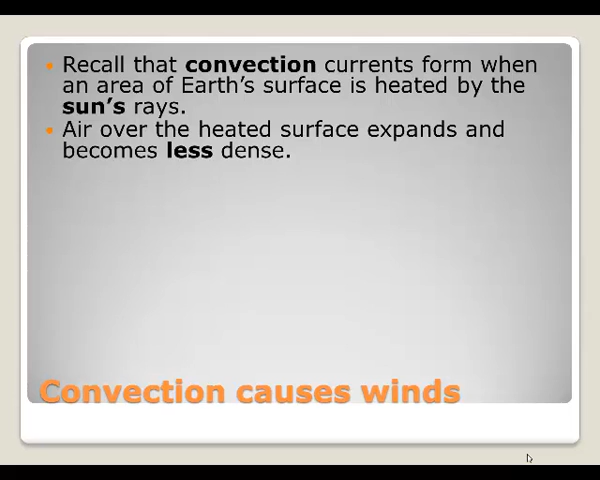 • Recall that convection currents form when
an area of Earth's surface is heated by the
sun's rays.
• Air over the heated surface expands and
becomes less dense.
Convection causes winds